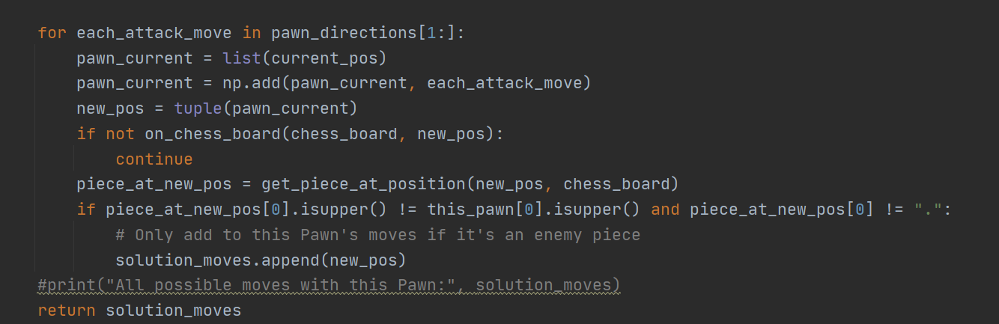 for each_attack_move in pawn_directions[1:]:
    pawn_current = list(current_pos)
    pawn_current = np.add(pawn_current, each_attack_move)
    new_pos = tuple(pawn_current)
    if not on_chess_board(chess_board, new_pos):
        continue
    piece_at_new_pos = get_piece_at_position(new_pos, chess_board)
    if piece_at_new_pos[0].isupper() != this_pawn[0].isupper() and piece_at_new_pos[0] != ".":
        # Only add to this Pawn's moves if it's an enemy piece
        solution_moves.append(new_pos)
#print("All possible moves with this Pawn:", solution_moves)
return solution_moves